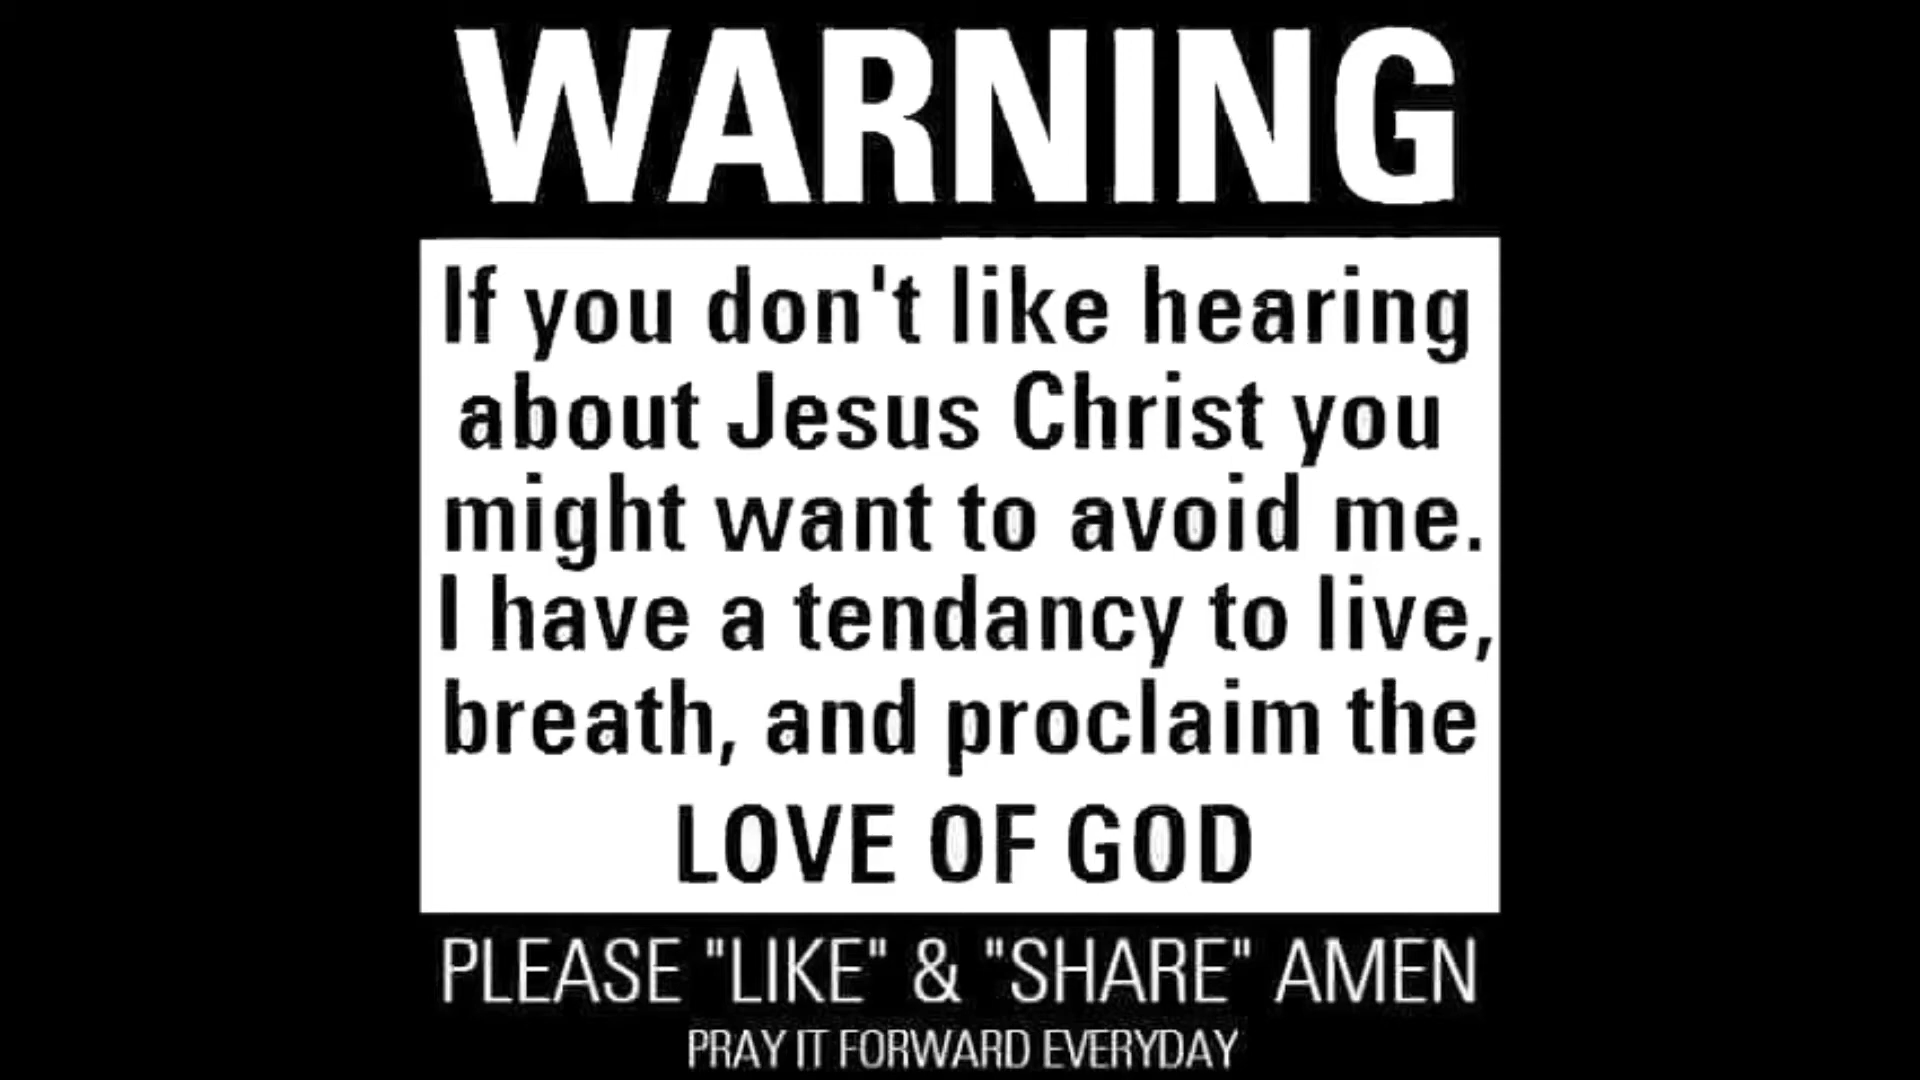 WARNING
If you don't like hearing
about Jesus Christ you
might want to avoid me.
I have a tendancy to live,
breath, and proclaim the
LOVE OF GOD
PLEASE "LIKE" & "SHARE" AMEN
PRAY IT FORWARD EVERYDAY